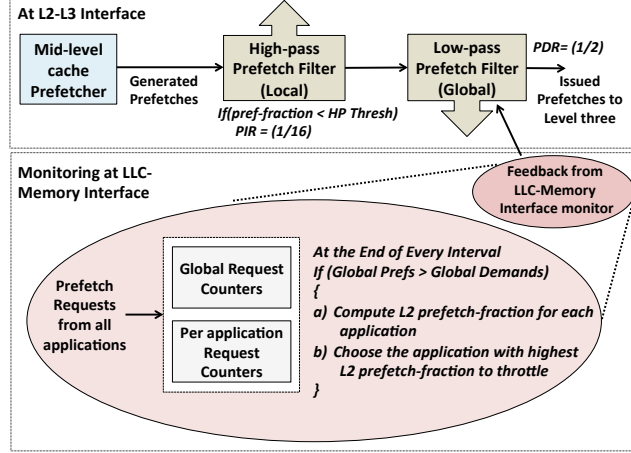 At L2-L3 Interface
Mid-level
cache
Prefetcher
Generated
Prefetches
High-pass
Prefetch Filter
(Local)
If(pref-fraction < HP Thresh)
PIR = (1/16)
Low-pass
Prefetch Filter
(Global)
PDR= (1/2)
Issued
Prefetches to
Level three
Monitoring at LLC-
Memory Interface
Feedback from
LLC-Memory
Interface monitor
Prefetch
Requests
from all
applications
Global Request
Counters
Per application
Request
Counters
At the End of Every Interval
If (Global Prefs > Global Demands)
{
a) Compute L2 prefetch-fraction for each
application
b) Choose the application with highest
L2 prefetch-fraction to throttle
}